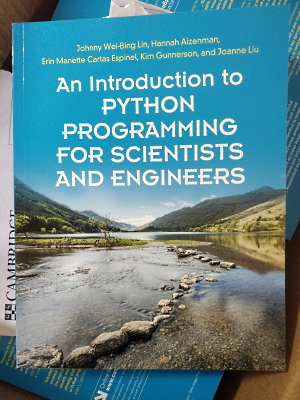 Johnny Wei-Bing Lin, Hannah Aizenman,
Erin Manette Cartas Espinel, Kim Gunnerson, and Joanne Liu
An Introduction to
PYTHON
PROGRAMMING
FOR SCIENTISTS
AND ENGINEERS
CAMBRIDGE